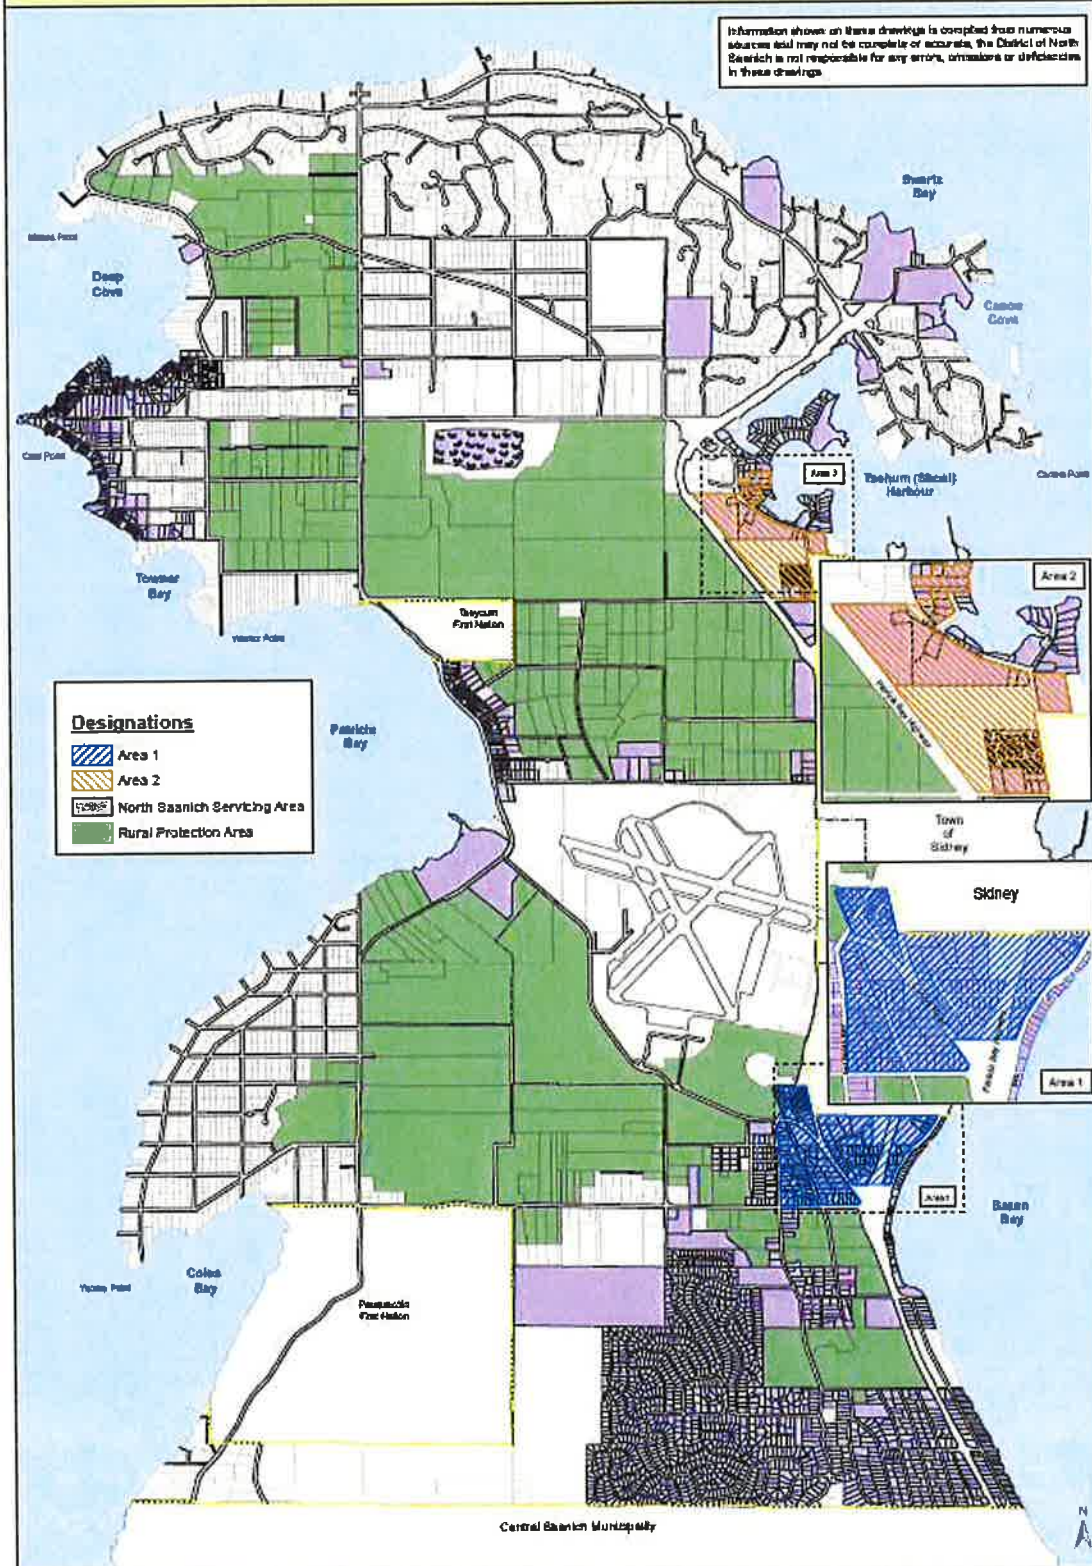 Information shown on these drawings is compiled from numerous
sources and may not be complete or accurate, the District of North
Saanich is not responsible for any errors, omissions or deficiencies
in these drawings
Swartz
Bay
Deep
Cove
Canoe
Cove
Area 3
Tsehum (Shoal)
Harbour
Towner
Bay
Area 2
Tseycum
First Nation
Designations
Area 1
Area 2
North Saanich Servicing Area
Rural Protection Area
Patricia
Bay
Town
of
Sidney
Sidney
Area 1
Area 1
Bazan
Bay
Coles
Bay
Pauquachin
First Nation
Central Saanich Municipality
N